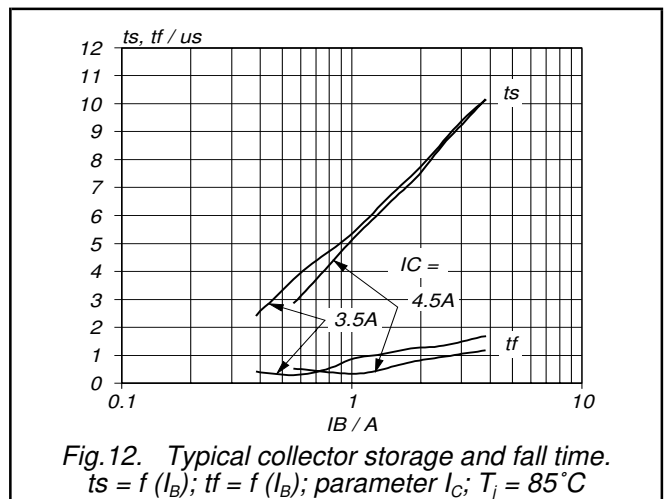 ts, tf / us
12
11
10
9
8
7
6
5
4
3
2
1
0
ts
IC =
4.5A
3.5A
tf
0.1 1 10
IB / A
Fig.12. Typical collector storage and fall time.
ts = f (IB); tf = f (IB); parameter IC; Tj = 85˚C